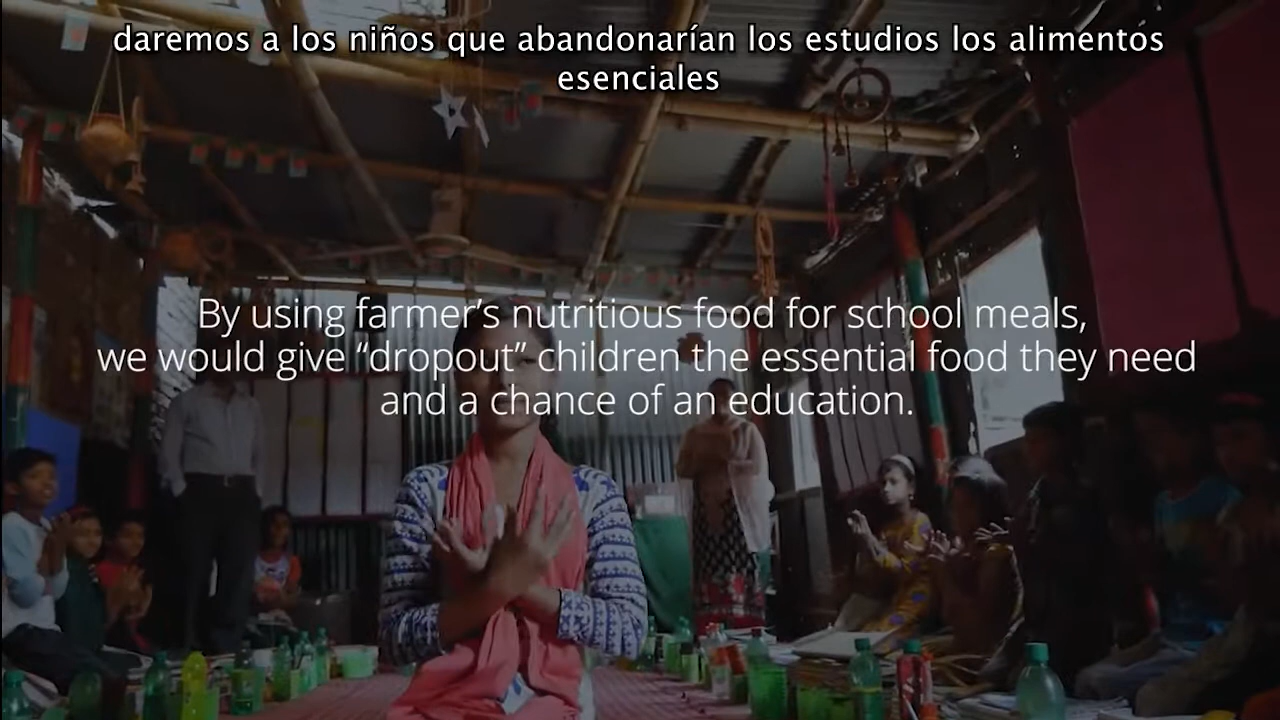 daremos a los niños que abandonarían los estudios los alimentos
esenciales
By using farmer's nutritious food for school meals,
we would give “dropout” children the essential food they need
and a chance of an education.